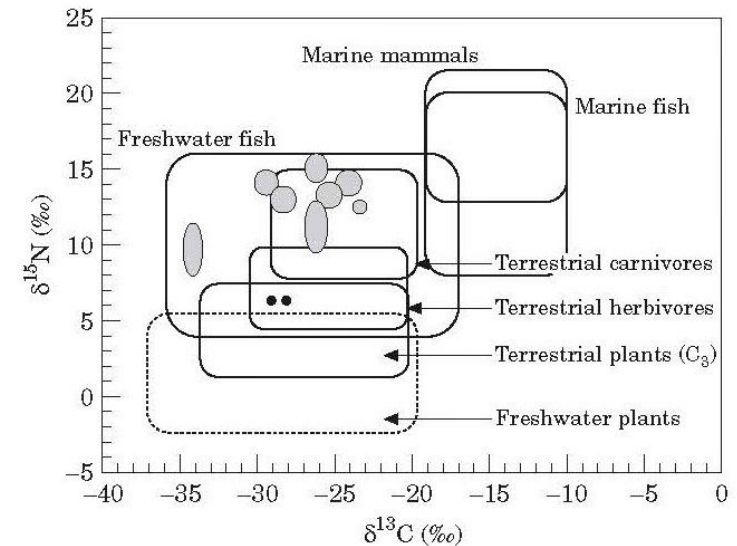 25
20
15
10
5
0
−5
δ¹⁵N (‰)
Marine mammals
Marine fish
Freshwater fish
Terrestrial carnivores
Terrestrial herbivores
Terrestrial plants (C₃)
Freshwater plants
−40 −35 −30 −25 −20 −15 −10 −5 0
δ¹³C (‰)